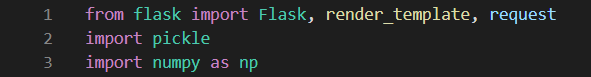 1 from flask import Flask, render_template, request
2 import pickle
3 import numpy as np